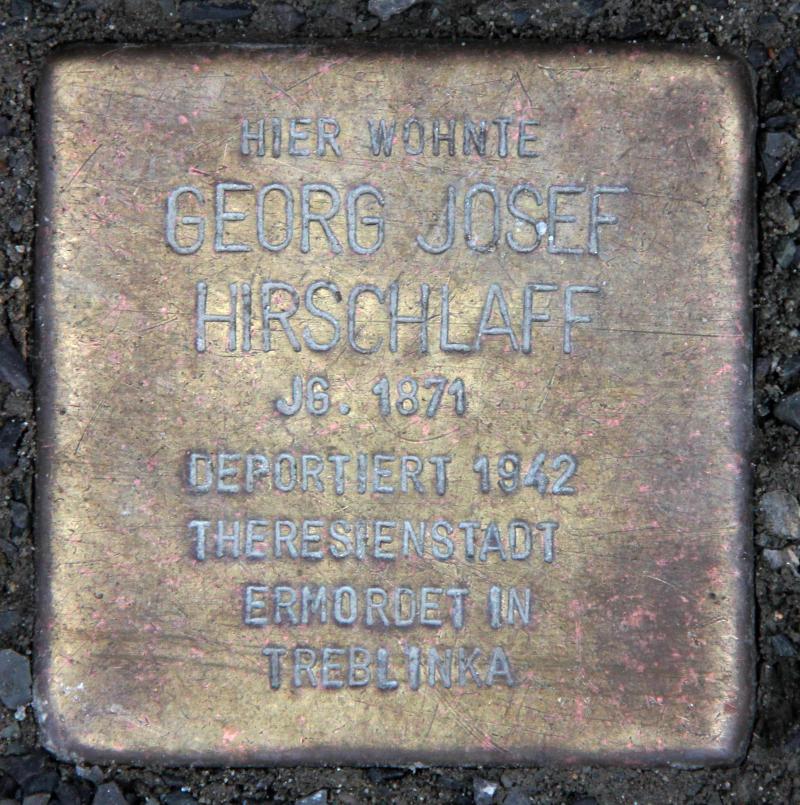 HIER WOHNTE
GEORG JOSEF
HIRSCHLAFF
JG. 1871
DEPORTIERT 1942
THERESIENSTADT
ERMORDET IN
TREBLINKA